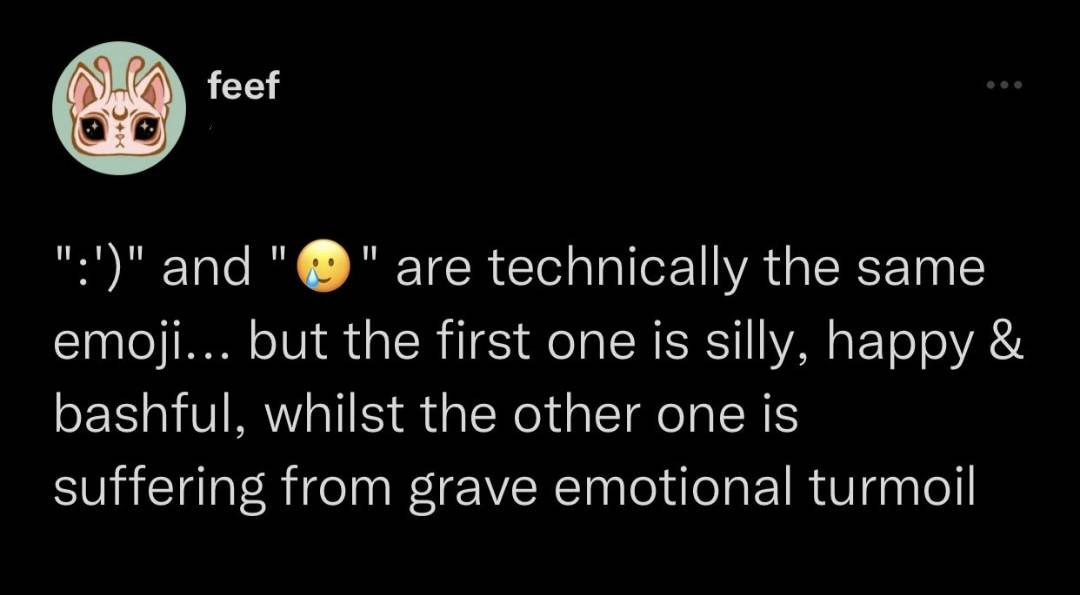 feef
":')" and "🥲" are technically the same
emoji... but the first one is silly, happy &
bashful, whilst the other one is
suffering from grave emotional turmoil